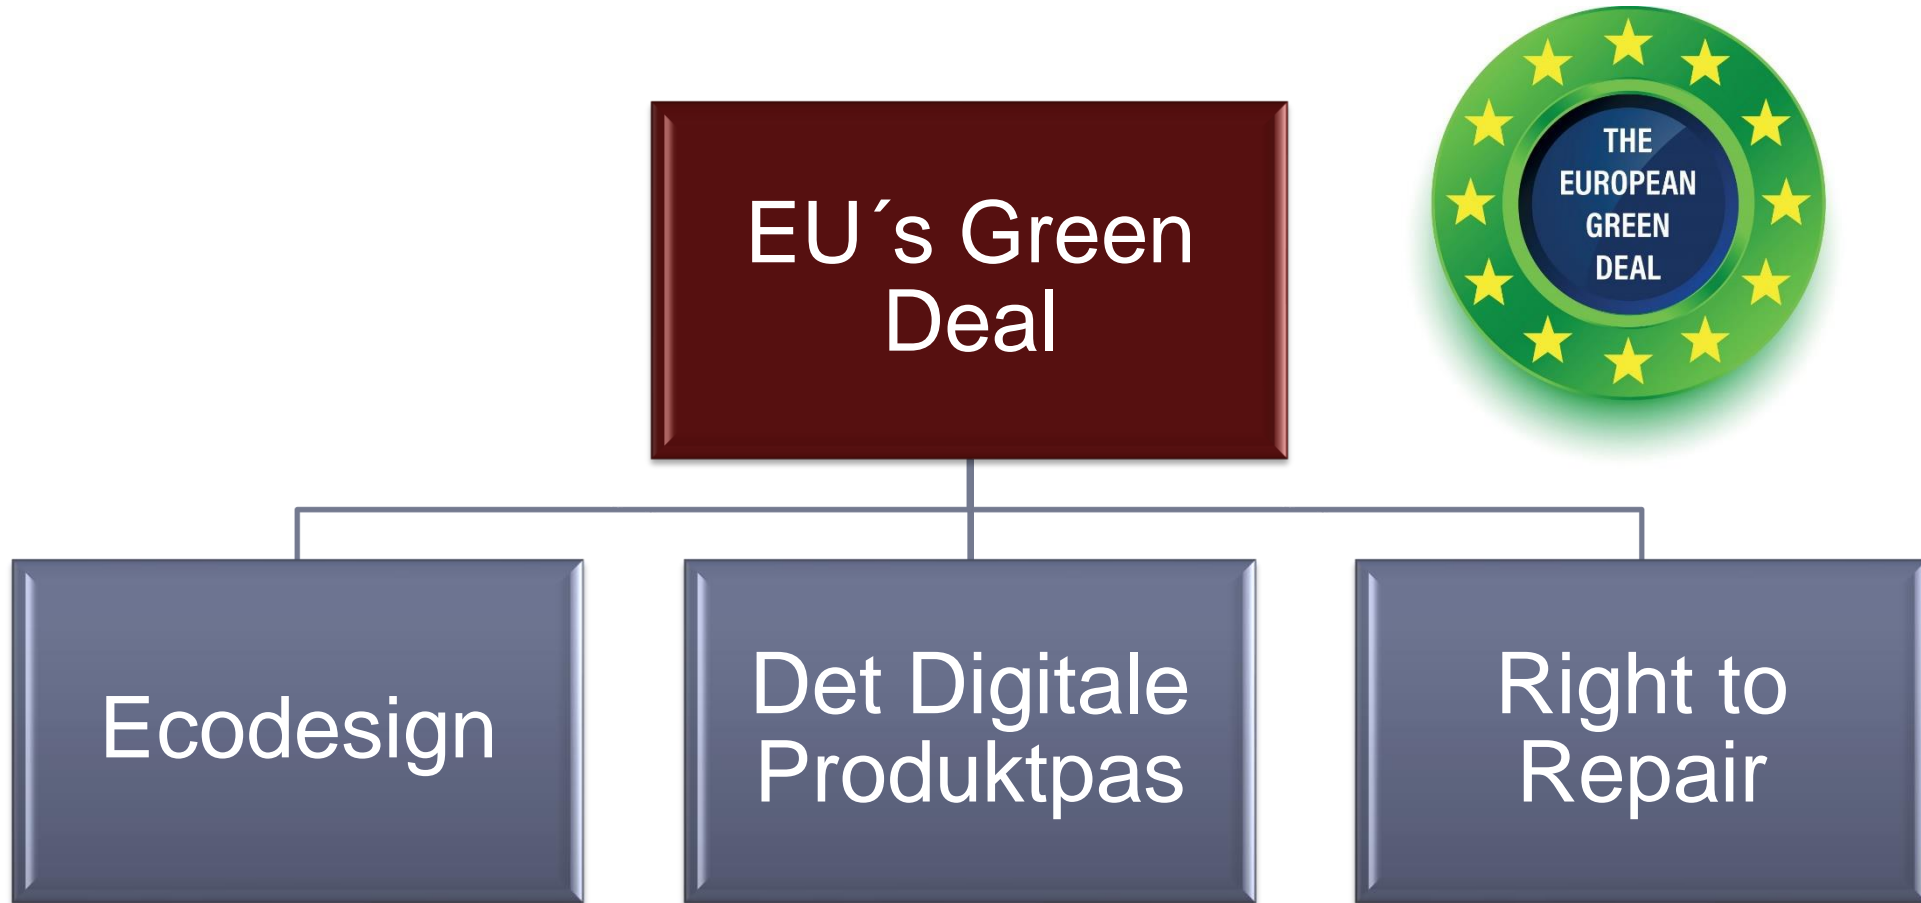 EU´s Green
Deal
THE
EUROPEAN
GREEN
DEAL
Ecodesign
Det Digitale
Produktpas
Right to
Repair